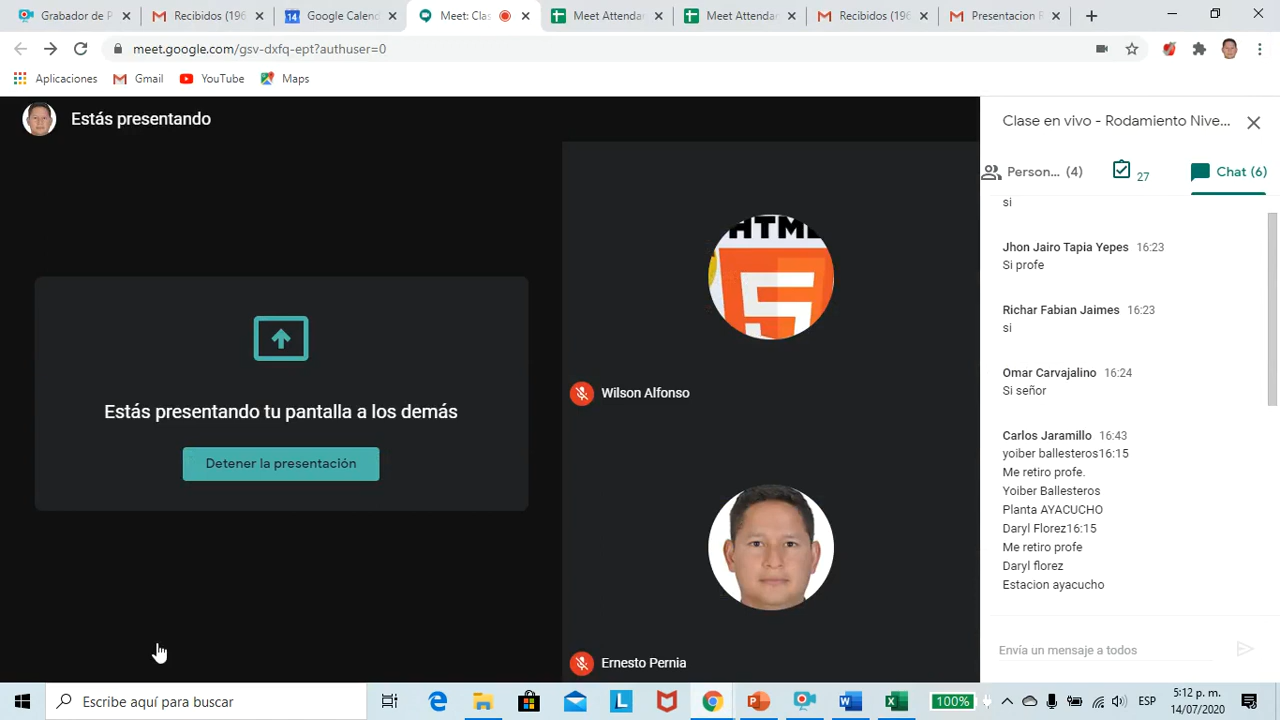 Grabador de P
Recibidos (196
Google Calend
Meet: Clas
Meet Attendan
Meet Attendan
Recibidos (196
Presentacion R
meet.google.com/gsv-dxfq-ept?authuser=0
Aplicaciones
Gmail
YouTube
Maps
Estás presentando
Clase en vivo - Rodamiento Nive...
Person... (4)
27
Chat (6)
si
Jhon Jairo Tapia Yepes 16:23
Si profe
Richar Fabian Jaimes 16:23
si
Omar Carvajalino 16:24
Si señor
Carlos Jaramillo 16:43
yoiber ballesteros16:15
Me retiro profe.
Yoiber Ballesteros
Planta AYACUCHO
Daryl Florez16:15
Me retiro profe
Daryl florez
Estacion ayacucho
Envía un mensaje a todos
Estás presentando tu pantalla a los demás
Detener la presentación
HTML
Wilson Alfonso
Ernesto Pernia
Escribe aquí para buscar
100%
ESP
5:12 p. m.
14/07/2020